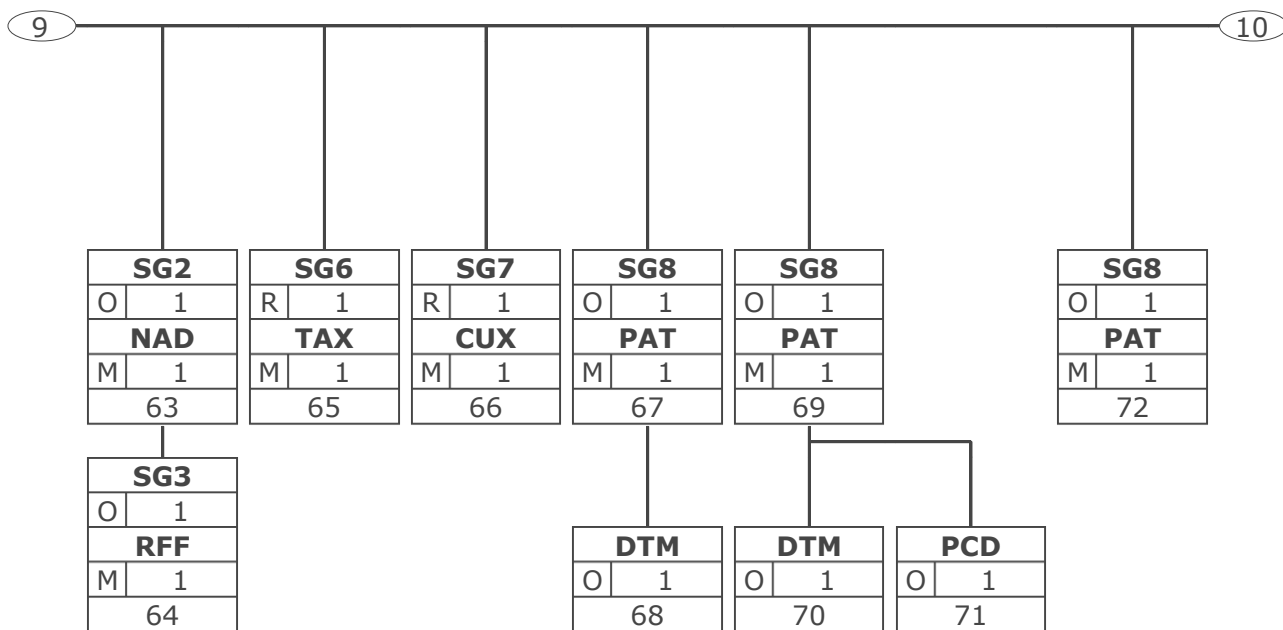 9 10
SG2 SG6 SG7 SG8 SG8 SG8
O 1 R 1 R 1 O 1 O 1 O 1
NAD TAX CUX PAT PAT PAT
M 1 M 1 M 1 M 1 M 1 M 1
63 65 66 67 69 72
SG3
O 1
RFF DTM DTM PCD
M 1 O 1 O 1 O 1
64 68 70 71